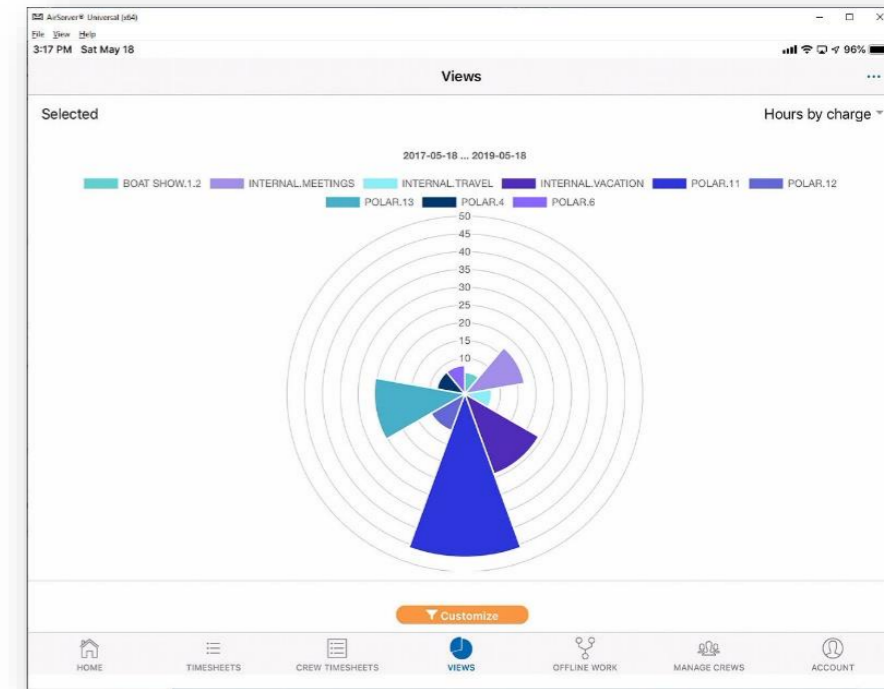 AirServer® Universal (x64)
File View Help
3:17 PM Sat May 18
96%
Views
Selected
Hours by charge
2017-05-18 ... 2019-05-18
BOAT SHOW.1.2 INTERNAL.MEETINGS INTERNAL.TRAVEL INTERNAL.VACATION POLAR.11 POLAR.12
POLAR.13 POLAR.4 POLAR.6
50
45
40
35
30
25
20
15
10
Customize
HOME TIMESHEETS CREW TIMESHEETS VIEWS OFFLINE WORK MANAGE CREWS ACCOUNT